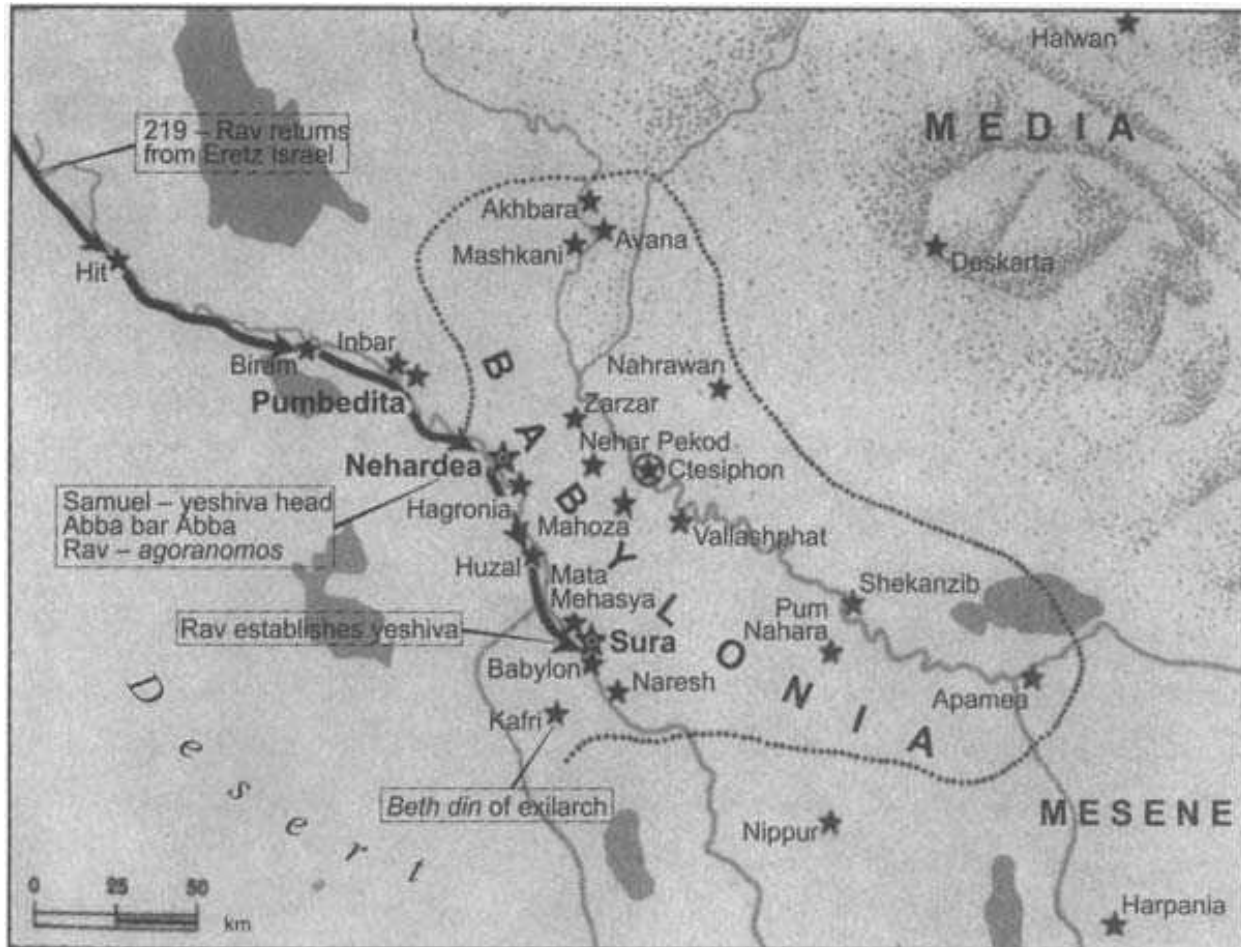 Halwan
MEDIA
219 – Rav returns
from Eretz Israel
Akhbara
Avana
Mashkani
Deskarta
Hit
Inbar
Biram
Nahrawan
Pumbedita
Zarzar
BABYLONIA
Nehar Pekod
Ctesiphon
Nehardea
Samuel – yeshiva head
Abba bar Abba
Rav – agoranomos
Hagronia
Mahoza
Vallashphat
Huzal
Mata
Mehasya
Shekanzib
Pum
Nahara
Rav establishes yeshiva
Sura
Babylon
Naresh
Apamea
Kafri
Desert
Beth din of exilarch
MESENE
Nippur
Harpania
0 25 50
km